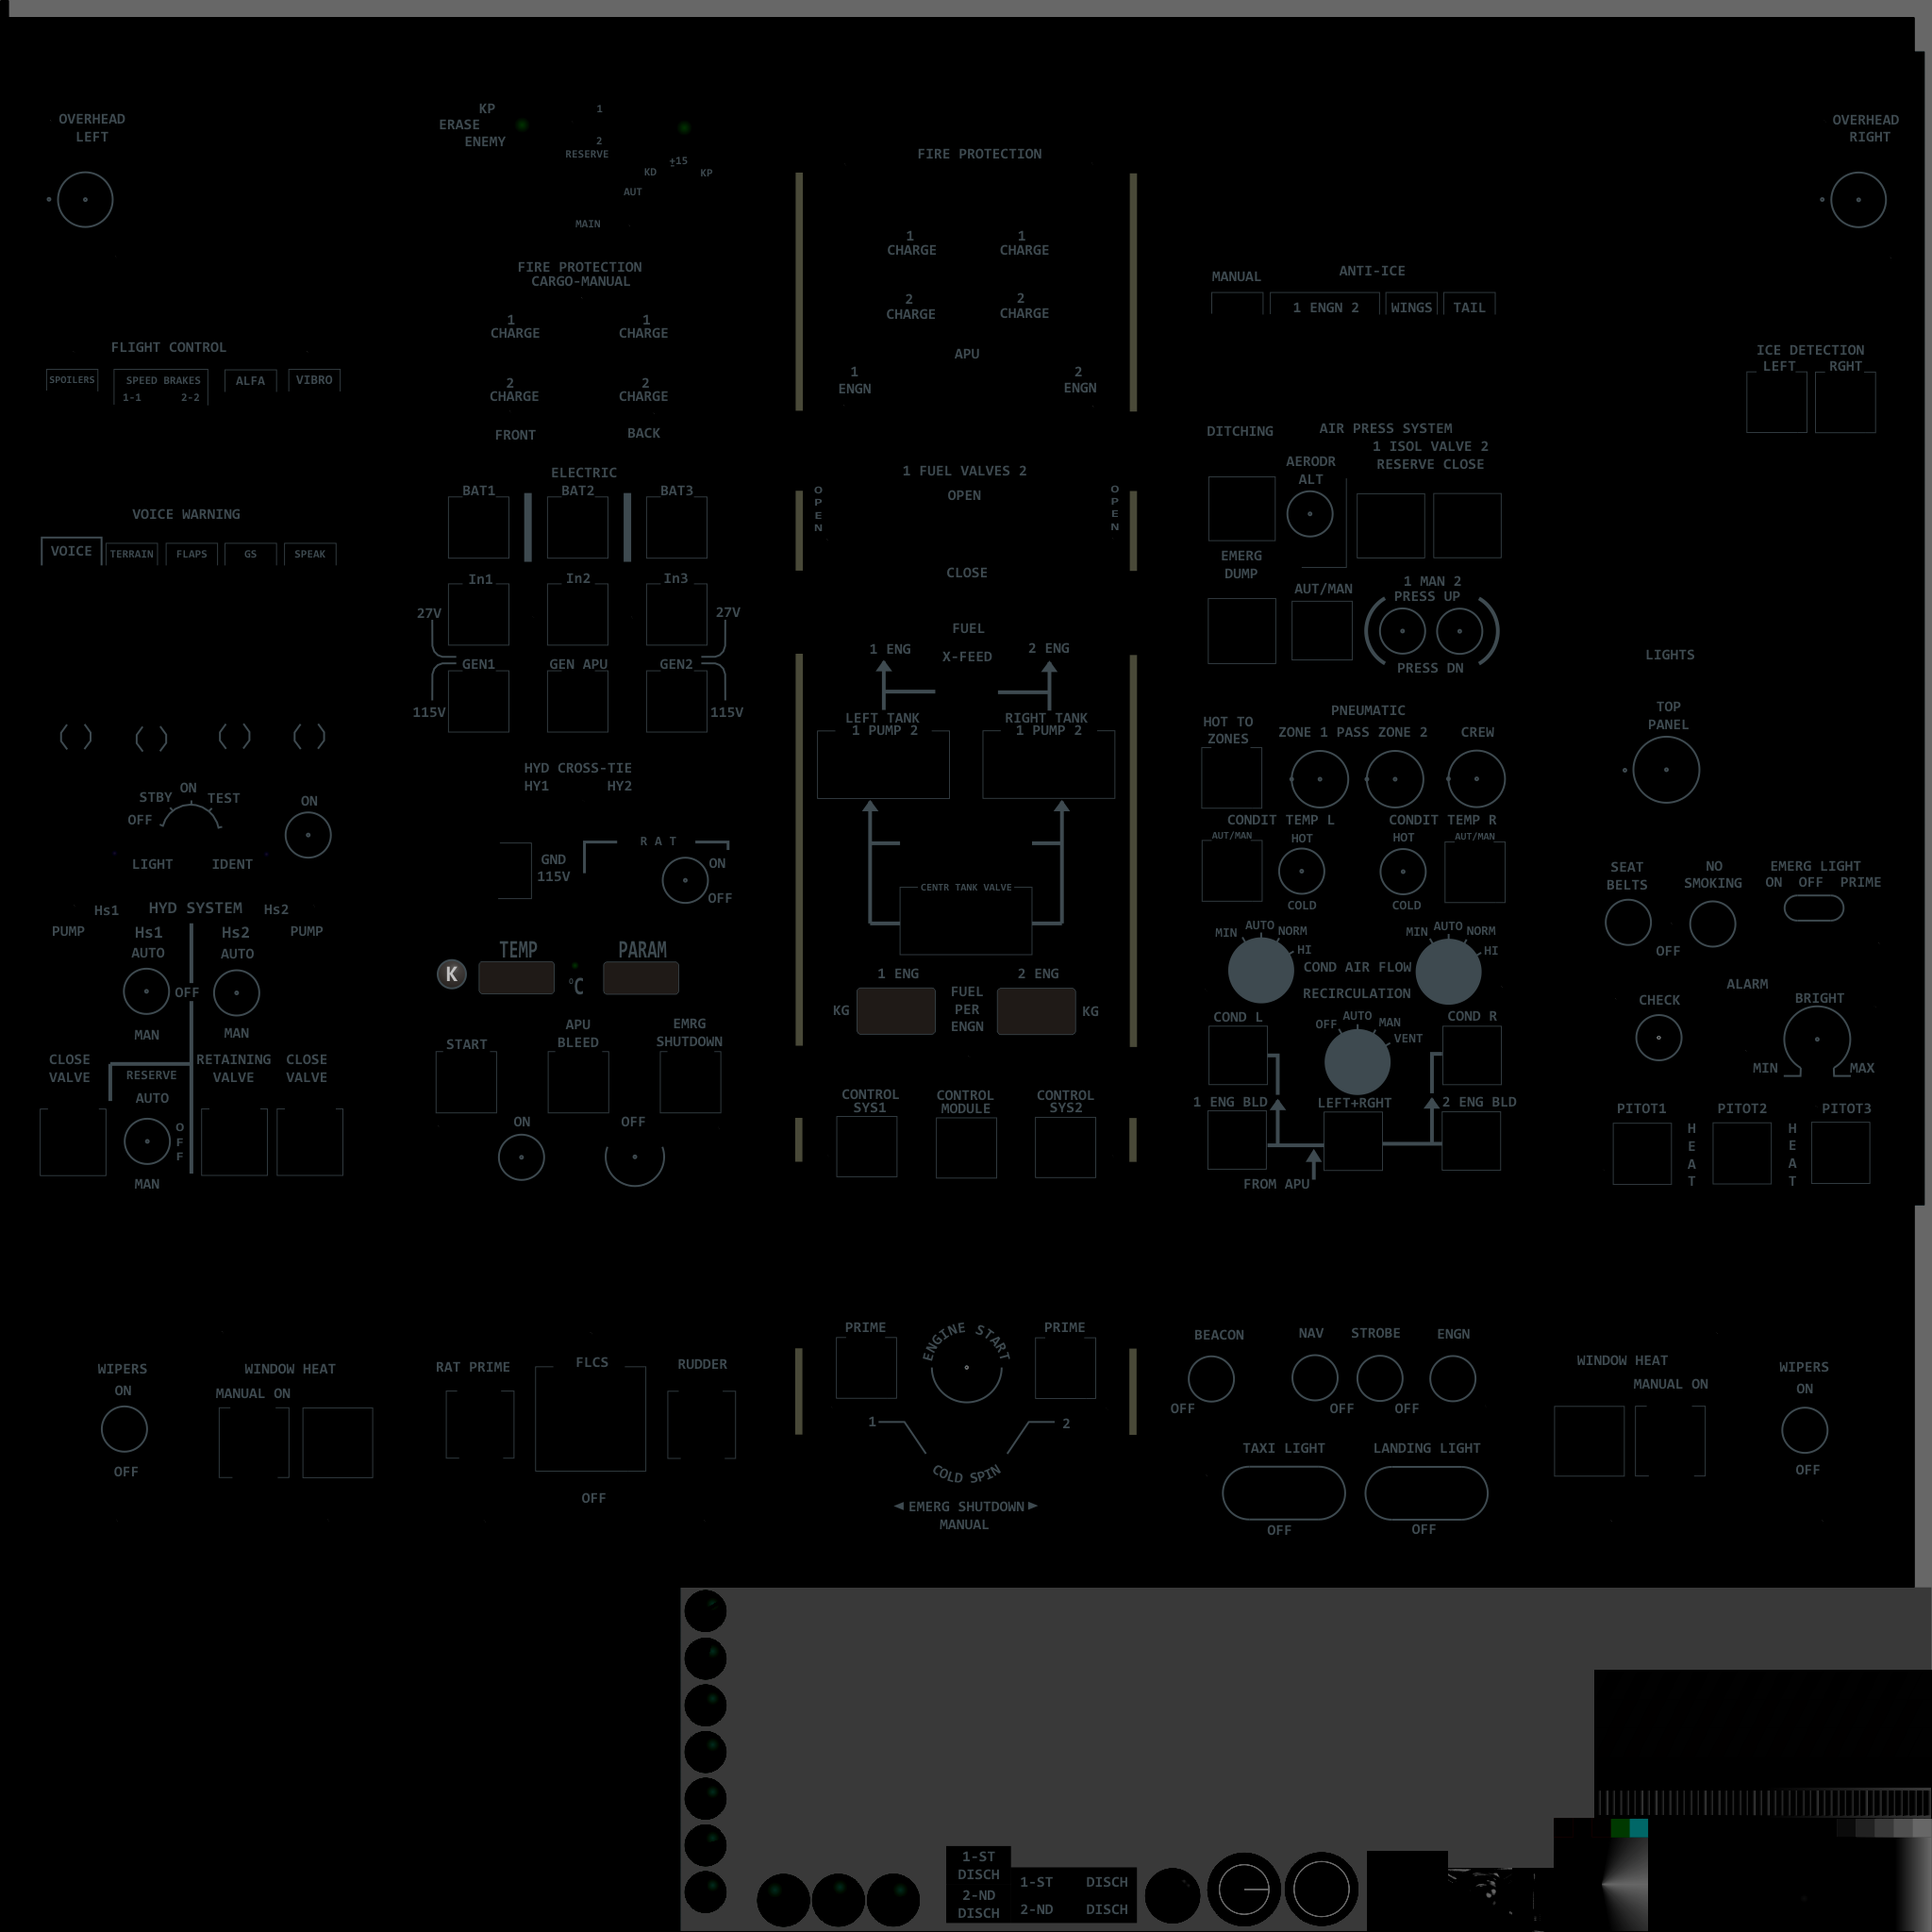 OVERHEAD
LEFT
KP
ERASE
ENEMY
1
2
RESERVE
±15
KD
KP
AUT
MAIN
FIRE PROTECTION
OVERHEAD
RIGHT
FIRE PROTECTION
CARGO-MANUAL
1
CHARGE
1
CHARGE
2
CHARGE
2
CHARGE
FRONT
BACK
1
CHARGE
1
CHARGE
2
CHARGE
2
CHARGE
APU
1
ENGN
2
ENGN
MANUAL
ANTI-ICE
1 ENGN 2
WINGS
TAIL
FLIGHT CONTROL
SPOILERS
SPEED BRAKES
1-1
2-2
ALFA
VIBRO
ICE DETECTION
LEFT
RGHT
DITCHING
AIR PRESS SYSTEM
1 ISOL VALVE 2
RESERVE CLOSE
AERODR
ALT
EMERG
DUMP
AUT/MAN
1 MAN 2
PRESS UP
PRESS DN
VOICE WARNING
VOICE
TERRAIN
FLAPS
GS
SPEAK
ELECTRIC
BAT1
BAT2
BAT3
In1
In2
In3
27V
27V
GEN1
GEN APU
GEN2
115V
115V
1 FUEL VALVES 2
OPEN
OPEN
OPEN
CLOSE
FUEL
1 ENG
X-FEED
2 ENG
LEFT TANK
1 PUMP 2
RIGHT TANK
1 PUMP 2
CENTR TANK VALVE
1 ENG
2 ENG
KG
FUEL
PER
ENGN
KG
LIGHTS
TOP
PANEL
HOT TO
ZONES
PNEUMATIC
ZONE 1 PASS ZONE 2
CREW
CONDIT TEMP L
CONDIT TEMP R
AUT/MAN
HOT
HOT
AUT/MAN
COLD
COLD
MIN
AUTO
NORM
HI
MIN
AUTO
NORM
HI
COND AIR FLOW
RECIRCULATION
COND L
OFF
AUTO
MAN
VENT
COND R
1 ENG BLD
LEFT+RGHT
2 ENG BLD
FROM APU
HYD CROSS-TIE
HY1
HY2
GND
115V
R A T
ON
OFF
OFF
STBY
ON
TEST
ON
LIGHT
IDENT
Hs1
HYD SYSTEM
Hs2
PUMP
Hs1
Hs2
PUMP
AUTO
AUTO
OFF
MAN
MAN
CLOSE
VALVE
RESERVE
RETAINING
VALVE
CLOSE
VALVE
AUTO
OFF
MAN
TEMP
PARAM
K
°C
START
APU
BLEED
EMRG
SHUTDOWN
ON
OFF
CONTROL
SYS1
CONTROL
MODULE
CONTROL
SYS2
SEAT
BELTS
NO
SMOKING
EMERG LIGHT
ON OFF PRIME
OFF
ALARM
CHECK
BRIGHT
MIN
MAX
PITOT1
PITOT2
PITOT3
HEAT
HEAT
WIPERS
ON
OFF
WINDOW HEAT
MANUAL ON
RAT PRIME
FLCS
RUDDER
OFF
PRIME
ENGINE START
PRIME
1
2
COLD SPIN
EMERG SHUTDOWN
MANUAL
BEACON
NAV
STROBE
ENGN
OFF
OFF
OFF
TAXI LIGHT
LANDING LIGHT
OFF
OFF
WINDOW HEAT
MANUAL ON
WIPERS
ON
OFF
1-ST
DISCH
2-ND
DISCH
1-ST DISCH
2-ND DISCH